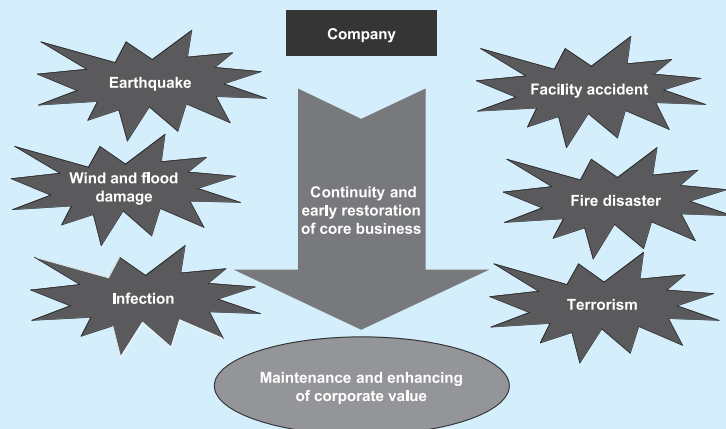 Company
Earthquake
Facility accident
Wind and flood
damage
Continuity and
early restoration
of core business
Fire disaster
Infection
Terrorism
Maintenance and enhancing
of corporate value